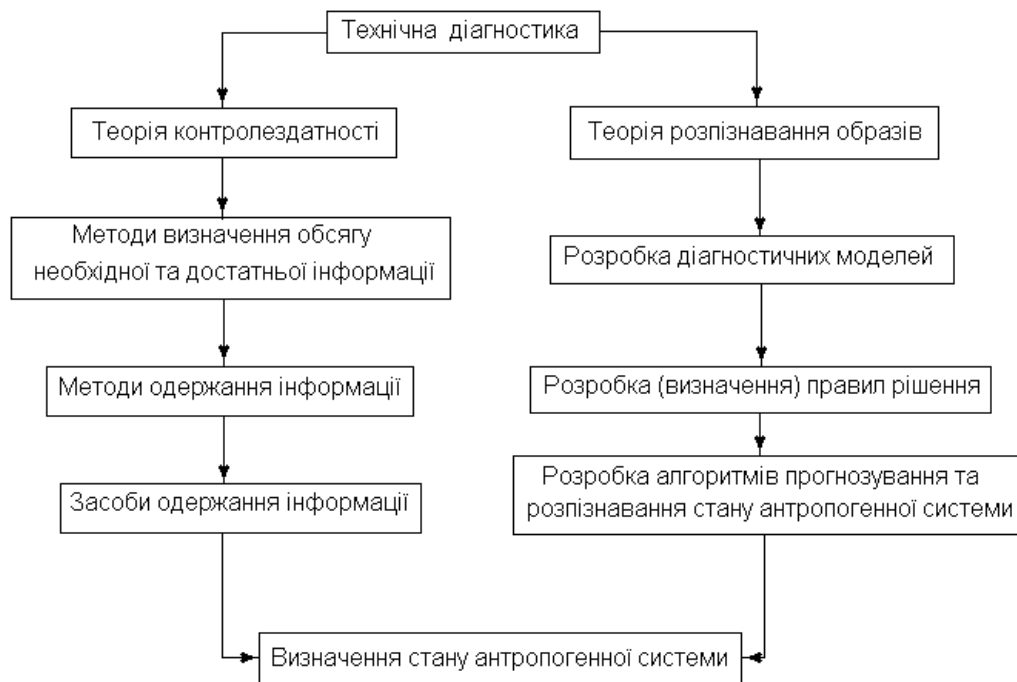 Технічна діагностика
Теорія контролездатності
Методи визначення обсягу
необхідної та достатньої інформації
Методи одержання інформації
Засоби одержання інформації
Теорія розпізнавання образів
Розробка діагностичних моделей
Розробка (визначення) правил рішення
Розробка алгоритмів прогнозування та
розпізнавання стану антропогенної системи
Визначення стану антропогенної системи